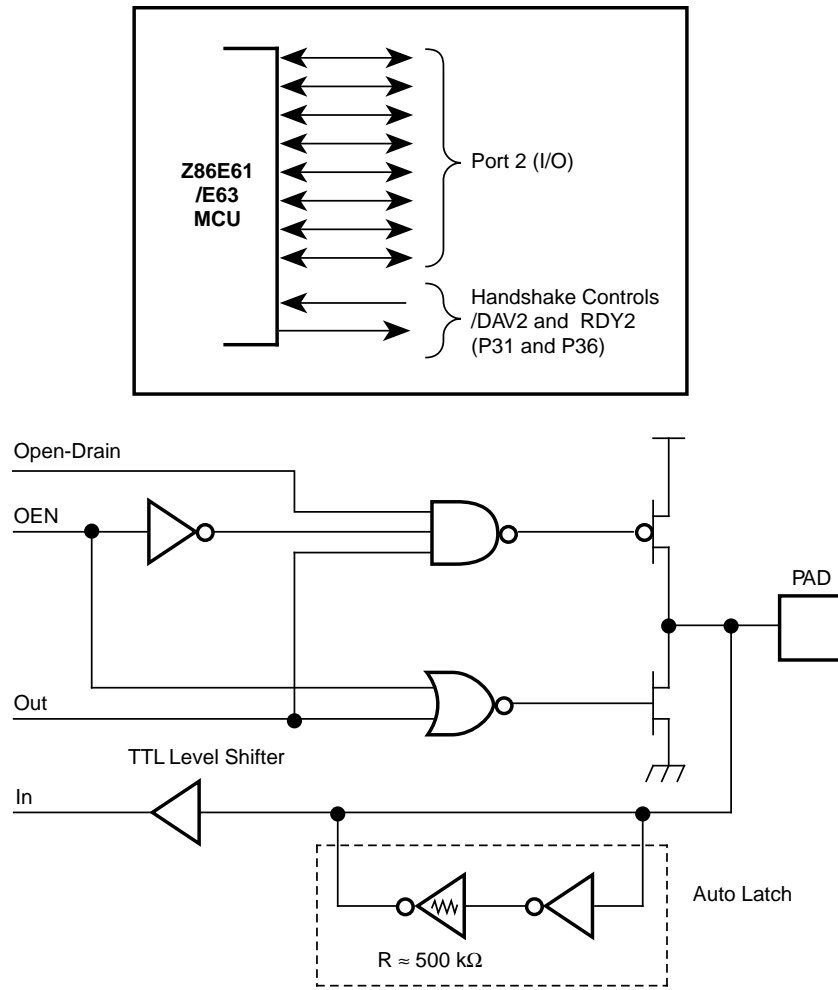 Z86E61
/E63
MCU
Port 2 (I/O)
Handshake Controls
/DAV2 and RDY2
(P31 and P36)
Open-Drain
OEN
PAD
Out
TTL Level Shifter
In
Auto Latch
R ≈ 500 kΩ